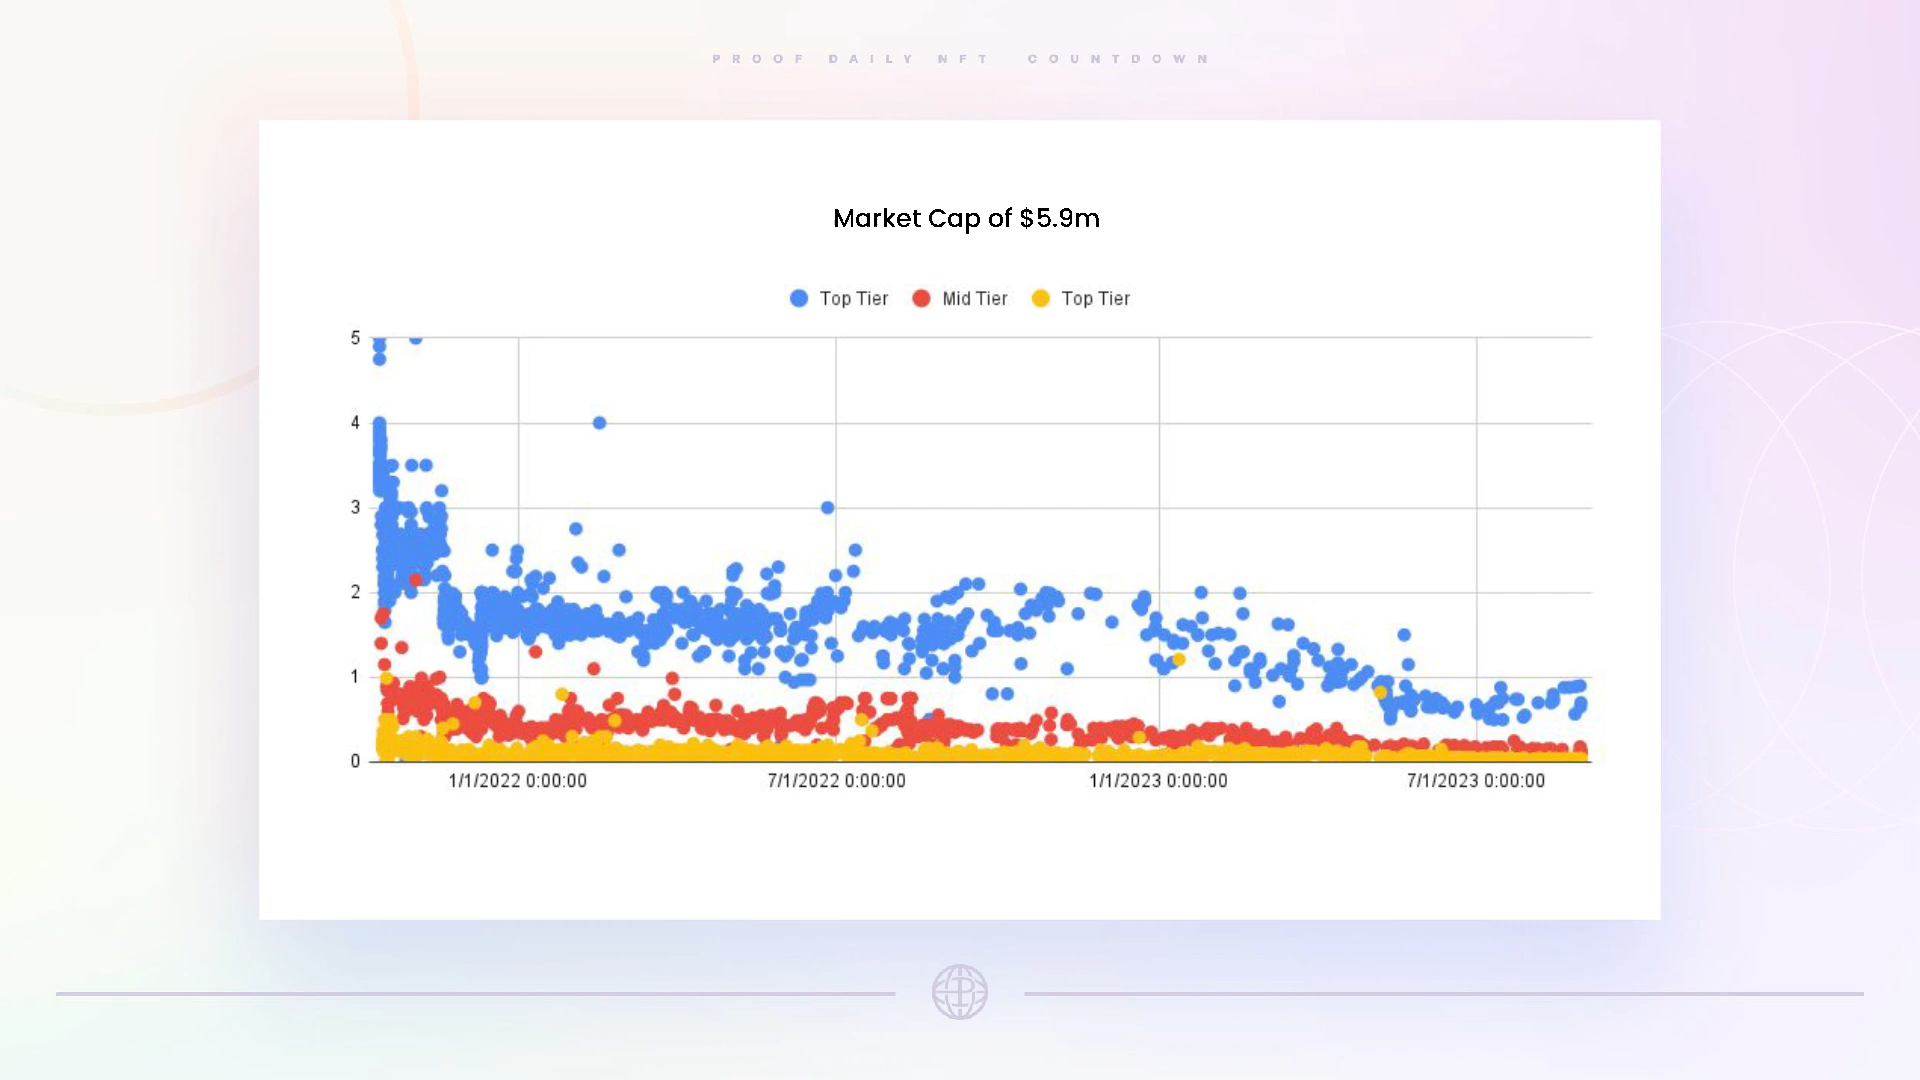 PROOF DAILY NFT COUNTDOWN
Market Cap of $5.9m
Top Tier Mid Tier Top Tier
5
4
3
2
1
0
1/1/2022 0:00:00 7/1/2022 0:00:00 1/1/2023 0:00:00 7/1/2023 0:00:00
P